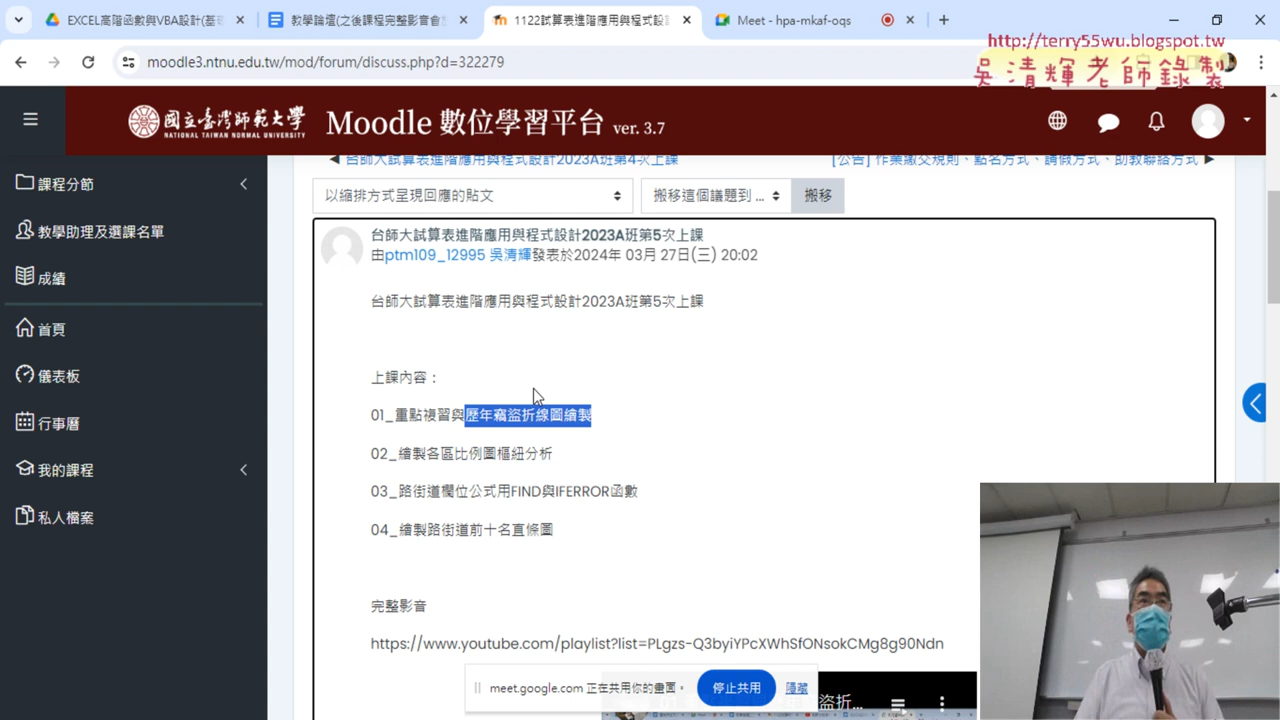 EXCEL高階函數與VBA設計(基礎
教學論壇(之後課程完整影音會
1122試算表進階應用與程式設計
Meet - hpa-mkaf-oqs
http://terry55wu.blogspot.tw
吳清輝老師錄製
moodle3.ntnu.edu.tw/mod/forum/discuss.php?d=322279
國立臺灣師範大學
NATIONAL TAIWAN NORMAL UNIVERSITY
Moodle 數位學習平台 ver. 3.7
課程分節
教學助理及選課名單
成績
首頁
儀表板
行事曆
我的課程
私人檔案
◀ 台師大試算表進階應用與程式設計2023A班第4次上課
[公告] 作業繳交規則、點名方式、請假方式、助教聯絡方式 ▶
以縮排方式呈現回應的貼文
搬移這個議題到 ...
搬移
台師大試算表進階應用與程式設計2023A班第5次上課
由ptm109_12995 吳清輝發表於2024年 03月 27日(三) 20:02
台師大試算表進階應用與程式設計2023A班第5次上課
上課內容：
01_重點複習與歷年竊盜折線圖繪製
02_繪製各區比例圖樞紐分析
03_路街道欄位公式用FIND與IFERROR函數
04_繪製路街道前十名直條圖
完整影音
https://www.youtube.com/playlist?list=PLgzs-Q3byiYPcXWhSfONsokCMg8g90Ndn
meet.google.com 正在共用你的畫面。
停止共用
隱藏
盜折...